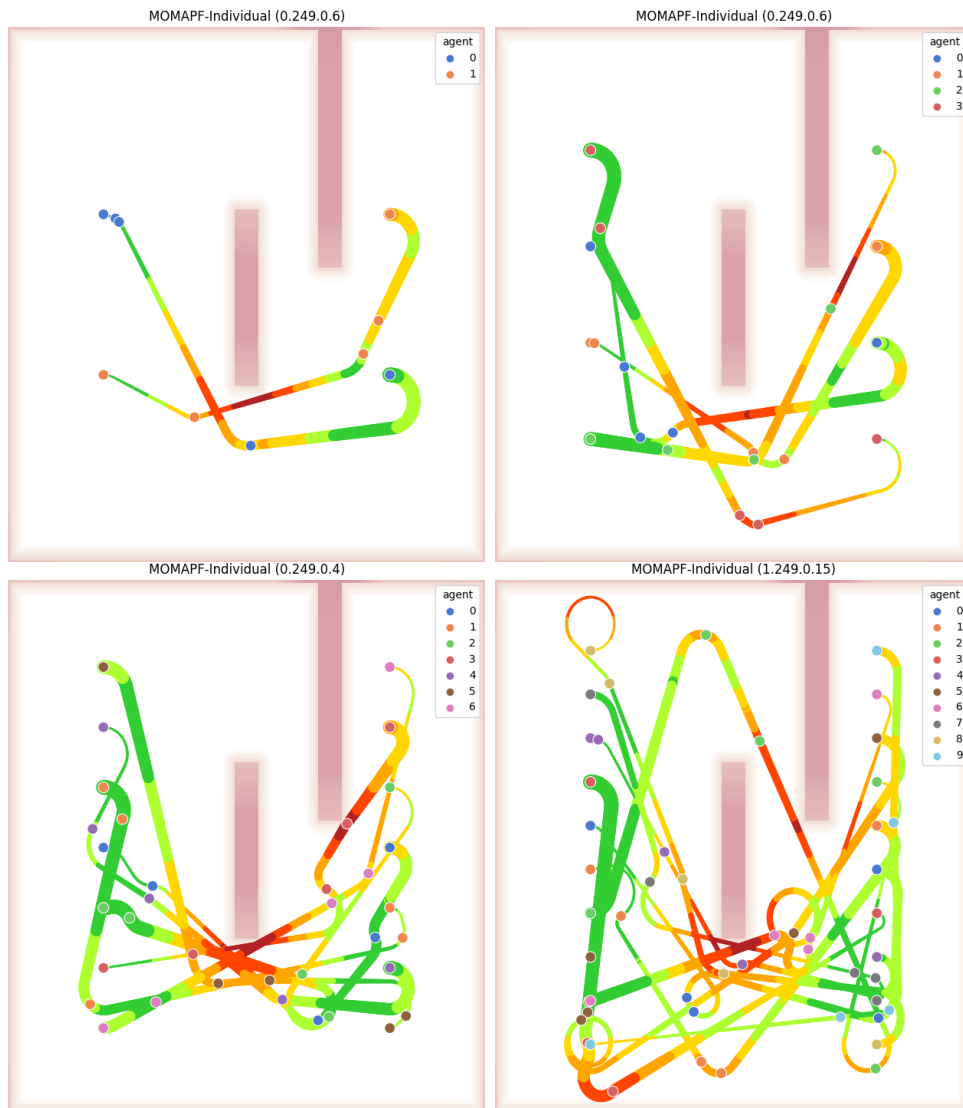 MOMAPF-Individual (0.249.0.6)
agent
0
1
MOMAPF-Individual (0.249.0.6)
agent
0
1
2
3
MOMAPF-Individual (0.249.0.4)
agent
0
1
2
3
4
5
6
MOMAPF-Individual (1.249.0.15)
agent
0
1
2
3
4
5
6
7
8
9